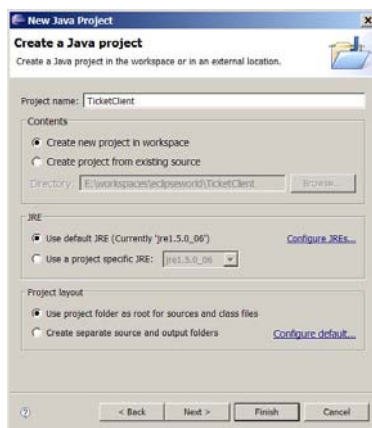 New Java Project
Create a Java project
Create a Java project in the workspace or in an external location.
Project name: TicketClient
Contents
Create new project in workspace
Create project from existing source
Directory: E:\workspaces\eclipseworld\TicketClient Browse...
JRE
Use default JRE (Currently 'jre1.5.0_06') Configure JREs...
Use a project specific JRE: jre1.5.0_06
Project layout
Use project folder as root for sources and class files
Create separate source and output folders Configure default...
< Back Next > Finish Cancel